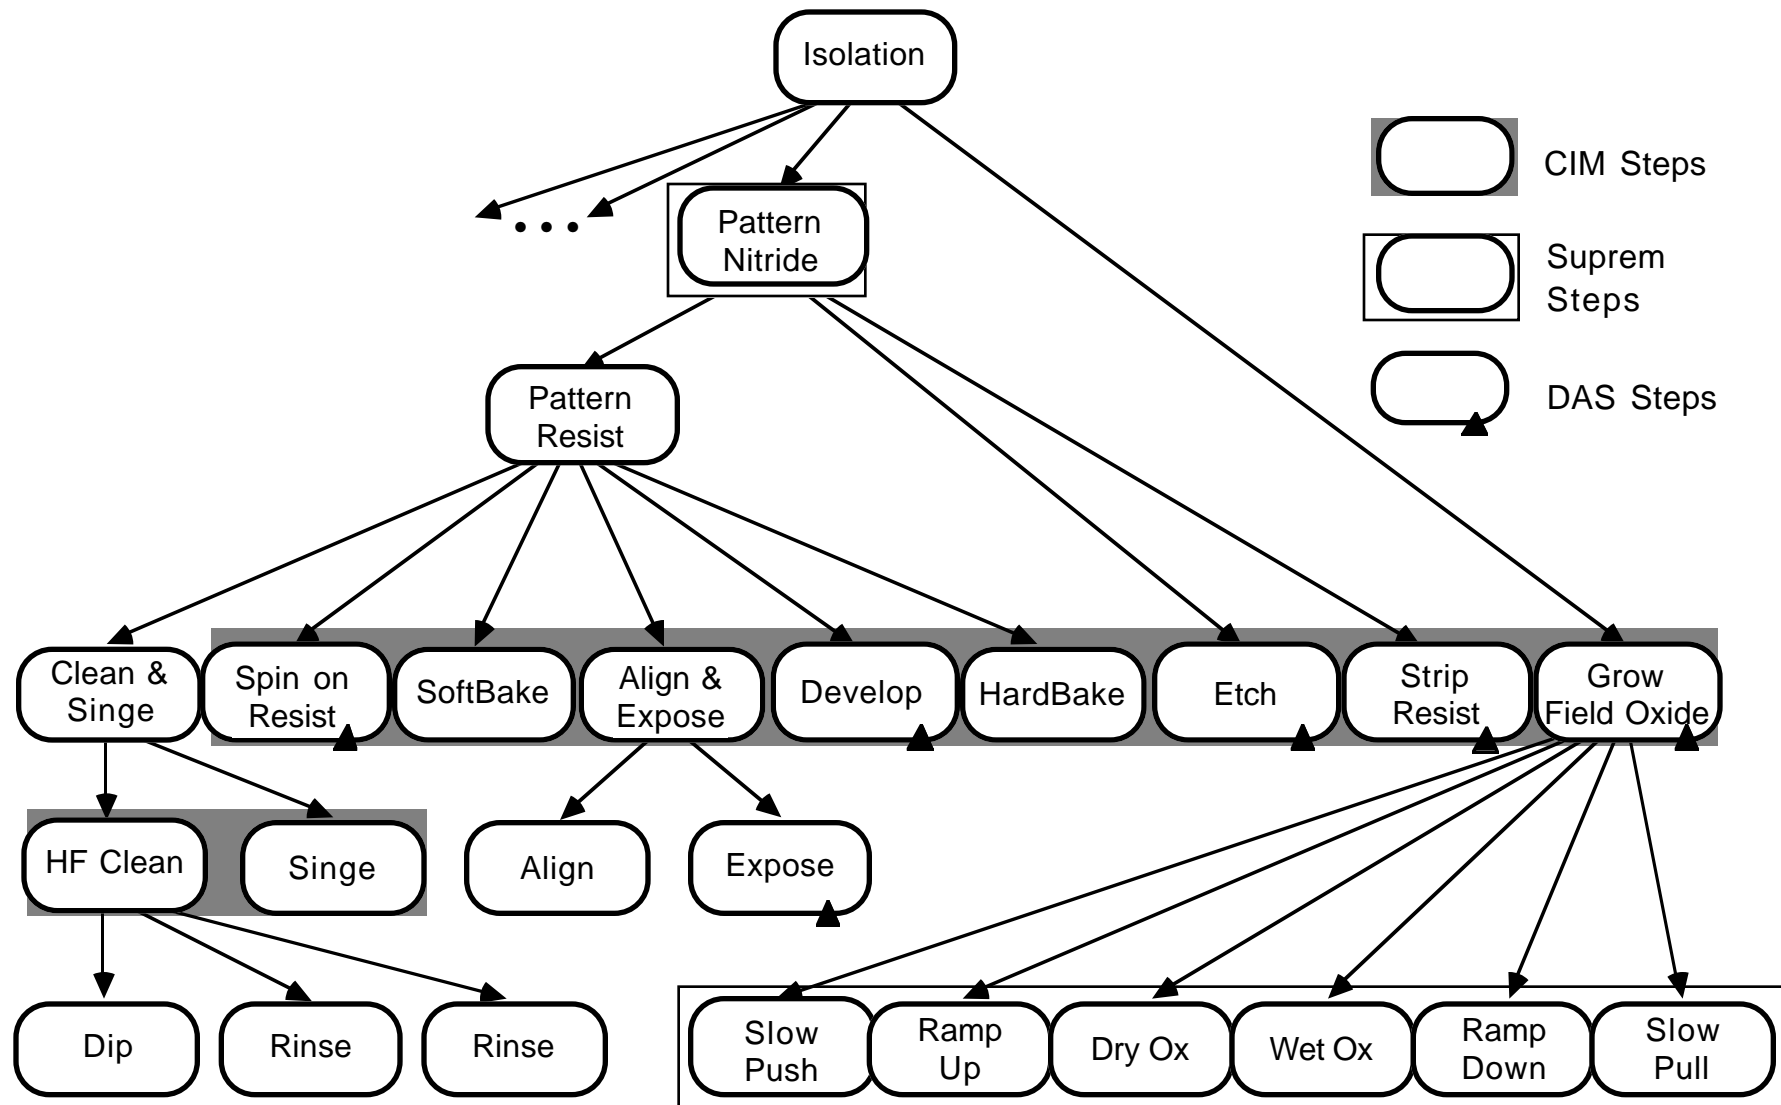 Isolation
CIM Steps
Pattern
Nitride
Suprem
Steps
• • •
Pattern
Resist
DAS Steps
Clean &
Singe
Spin on
Resist
SoftBake
Align &
Expose
Develop
HardBake
Etch
Strip
Resist
Grow
Field Oxide
HF Clean
Singe
Align
Expose
Dip
Rinse
Rinse
Slow
Push
Ramp
Up
Dry Ox
Wet Ox
Ramp
Down
Slow
Pull